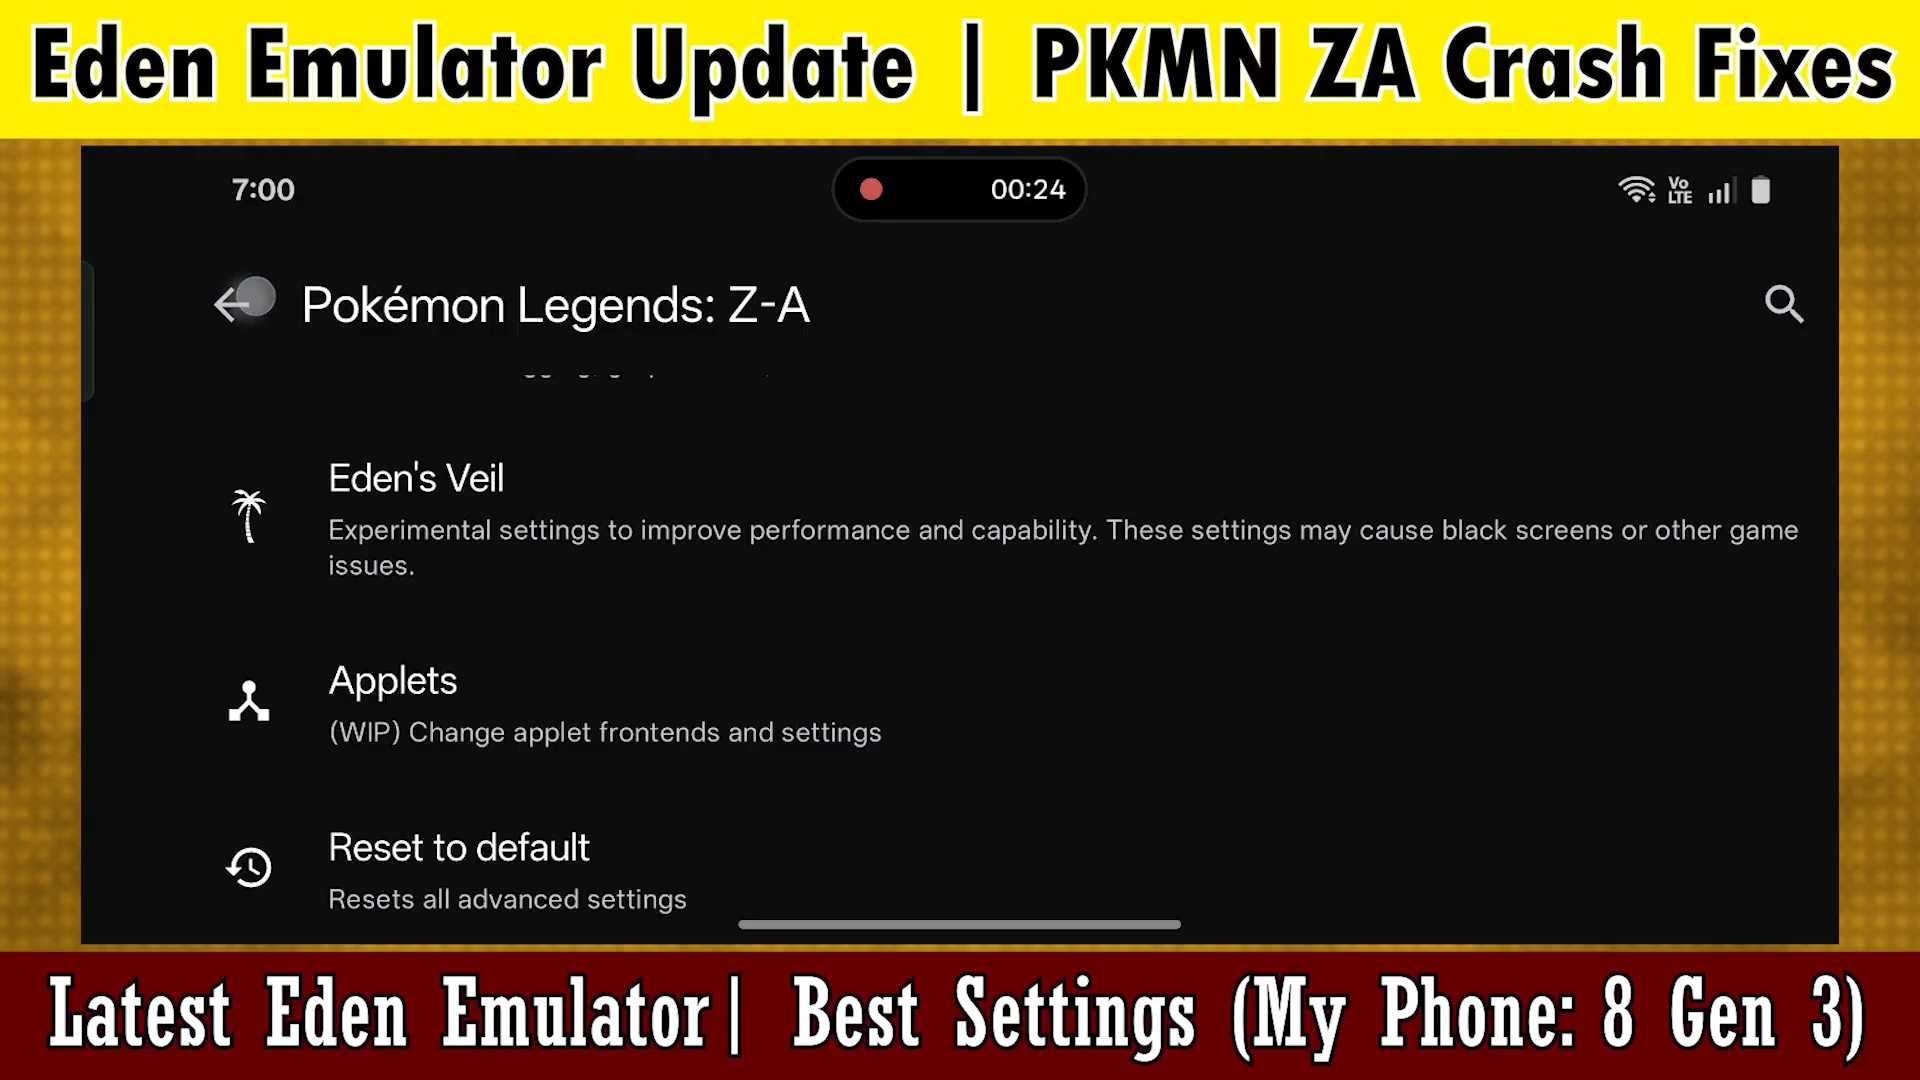 Eden Emulator Update | PKMN ZA Crash Fixes
7:00
00:24
Vo
LTE
Pokémon Legends: Z-A
Eden's Veil
Experimental settings to improve performance and capability. These settings may cause black screens or other game
issues.
Applets
(WIP) Change applet frontends and settings
Reset to default
Resets all advanced settings
Latest Eden Emulator| Best Settings (My Phone: 8 Gen 3)